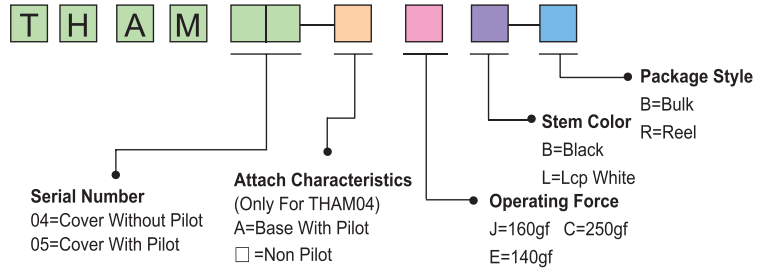 T H A M
Package Style
B=Bulk
R=Reel
Stem Color
B=Black
L=Lcp White
Operating Force
J=160gf C=250gf
E=140gf
Attach Characteristics
(Only For THAM04)
A=Base With Pilot
□ =Non Pilot
Serial Number
04=Cover Without Pilot
05=Cover With Pilot